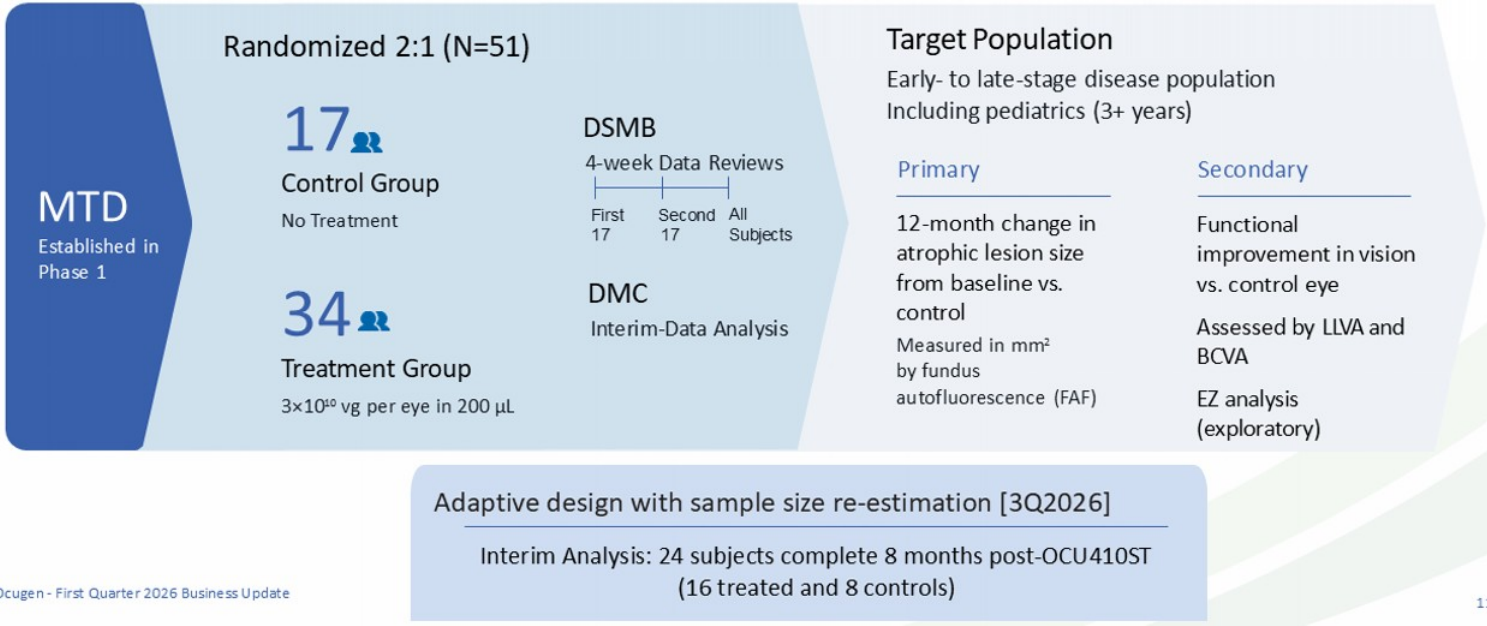 MTD
Established in
Phase 1
Randomized 2:1 (N=51)
17
Control Group
No Treatment
34
Treatment Group
3×10¹⁰ vg per eye in 200 µL
DSMB
4-week Data Reviews
First
17
Second
17
All
Subjects
DMC
Interim-Data Analysis
Target Population
Early- to late-stage disease population
Including pediatrics (3+ years)
Primary
12-month change in
atrophic lesion size
from baseline vs.
control
Measured in mm²
by fundus
autofluorescence (FAF)
Secondary
Functional
improvement in vision
vs. control eye
Assessed by LLVA and
BCVA
EZ analysis
(exploratory)
Adaptive design with sample size re-estimation [3Q2026]
Interim Analysis: 24 subjects complete 8 months post-OCU410ST
(16 treated and 8 controls)
Ocugen - First Quarter 2026 Business Update